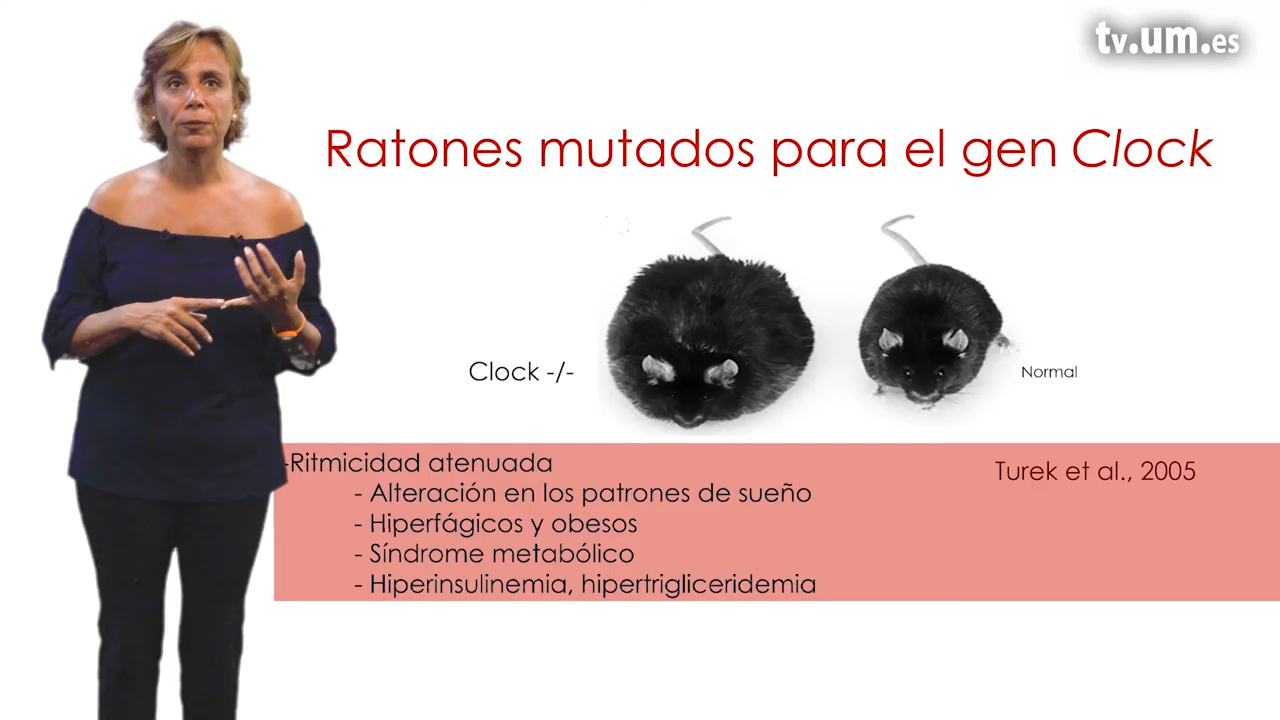 tv.um.es
Ratones mutados para el gen Clock
Clock -/-
Normal
-Ritmicidad atenuada
Turek et al., 2005
- Alteración en los patrones de sueño
- Hiperfágicos y obesos
- Síndrome metabólico
- Hiperinsulinemia, hipertrigliceridemia